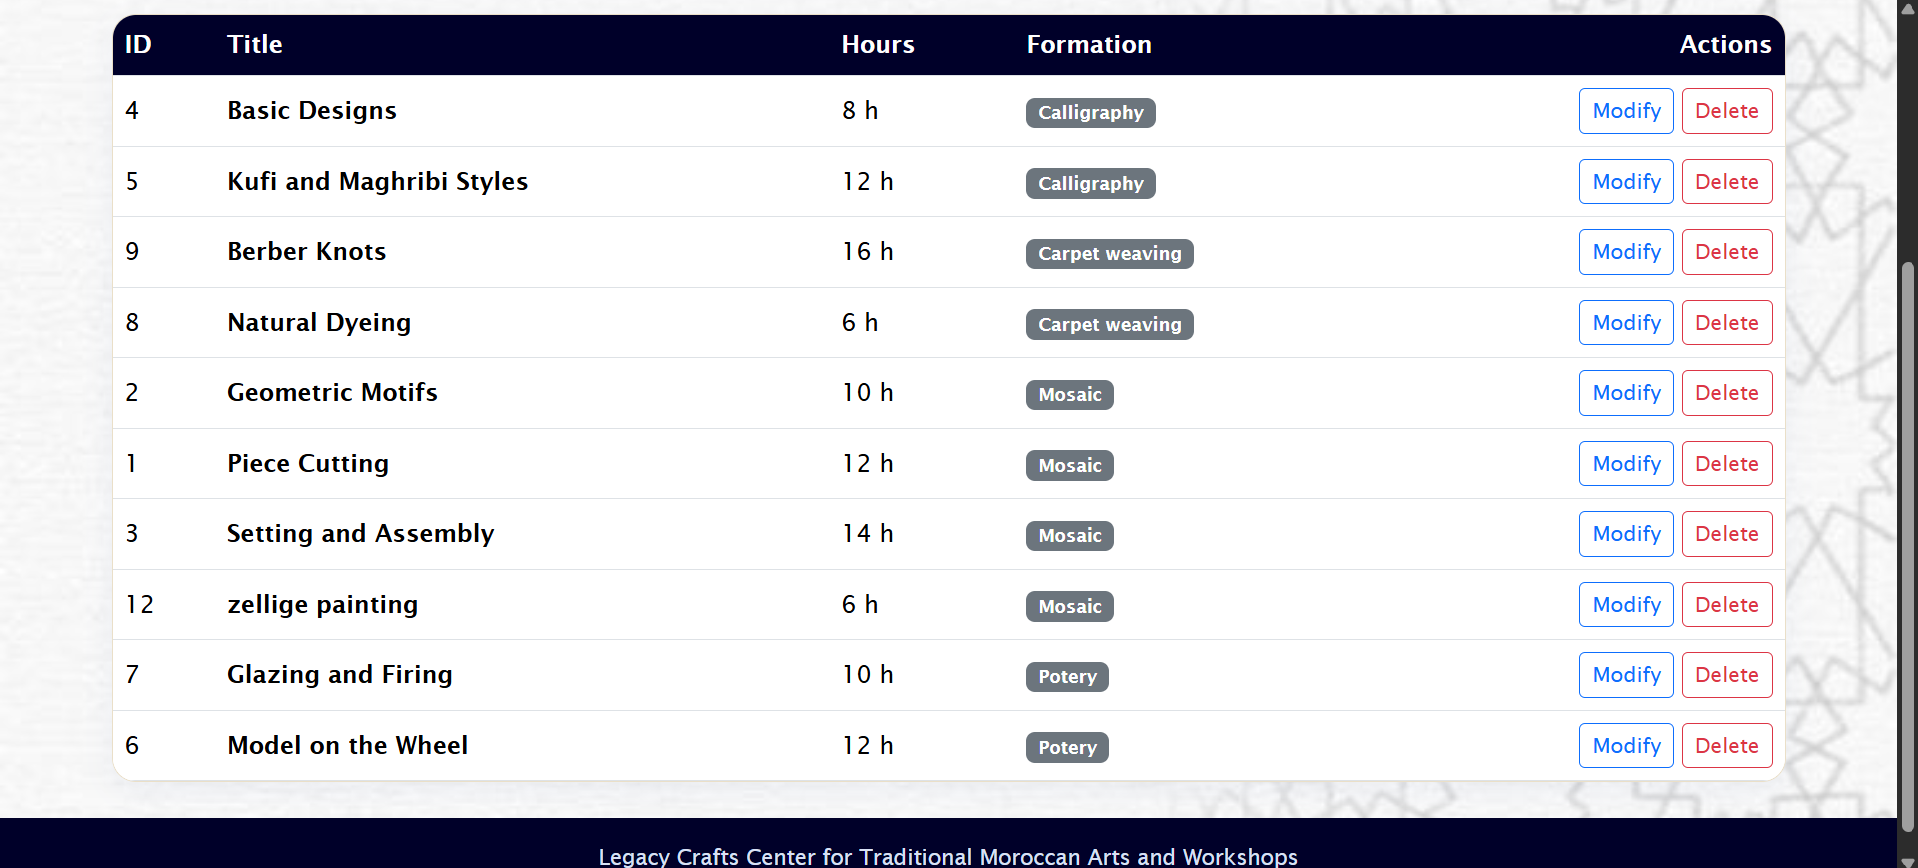 ID Title Hours Formation Actions
4 Basic Designs 8 h Calligraphy Modify Delete
5 Kufi and Maghribi Styles 12 h Calligraphy Modify Delete
9 Berber Knots 16 h Carpet weaving Modify Delete
8 Natural Dyeing 6 h Carpet weaving Modify Delete
2 Geometric Motifs 10 h Mosaic Modify Delete
1 Piece Cutting 12 h Mosaic Modify Delete
3 Setting and Assembly 14 h Mosaic Modify Delete
12 zellige painting 6 h Mosaic Modify Delete
7 Glazing and Firing 10 h Potery Modify Delete
6 Model on the Wheel 12 h Potery Modify Delete
Legacy Crafts Center for Traditional Moroccan Arts and Workshops